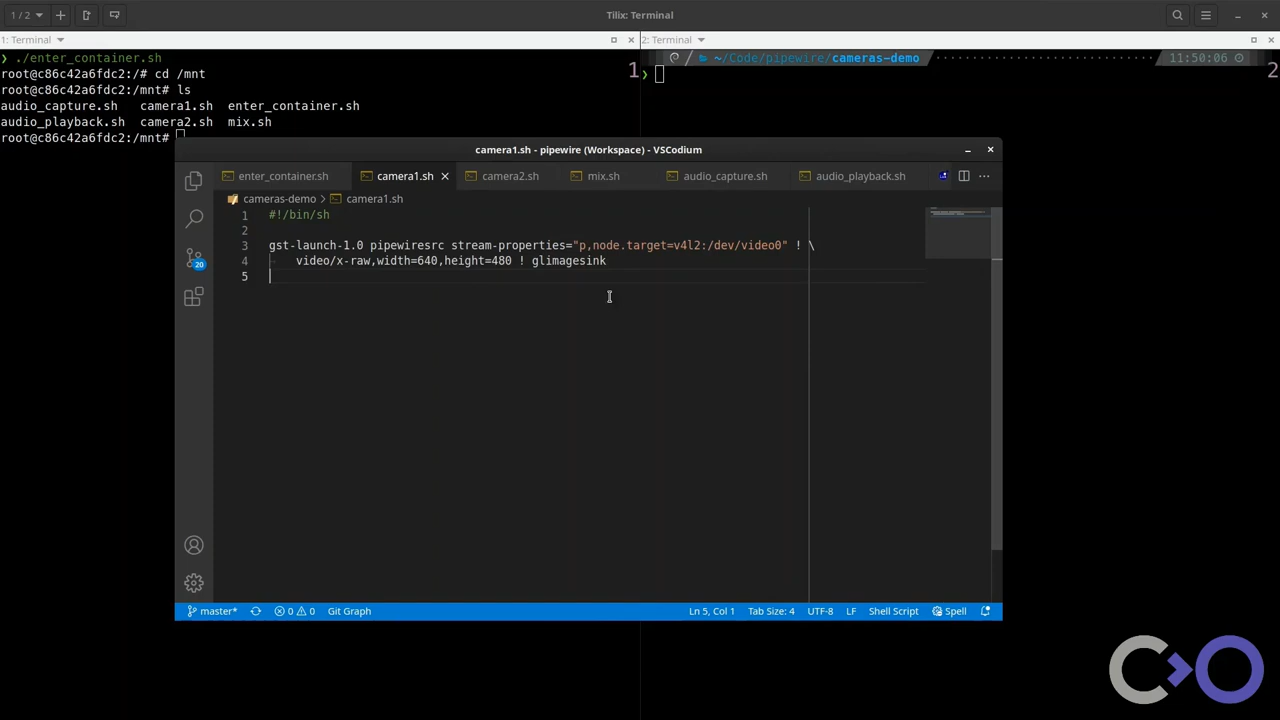 1 / 2
Tilix: Terminal
1: Terminal
2: Terminal
❯ ./enter_container.sh
root@c86c42a6fdc2:/mnt# cd /mnt
root@c86c42a6fdc2:/mnt# ls
audio_capture.sh camera1.sh enter_container.sh
audio_playback.sh camera2.sh mix.sh
root@c86c42a6fdc2:/mnt#
1
~/Code/pipewire/cameras-demo 11:50:06
❯
2
camera1.sh - pipewire (Workspace) - VSCodium
enter_container.sh camera1.sh camera2.sh mix.sh audio_capture.sh audio_playback.sh
cameras-demo > camera1.sh
1 #!/bin/sh
2
3 gst-launch-1.0 pipewiresrc stream-properties="p,node.target=v4l2:/dev/video0" ! \
4 video/x-raw,width=640,height=480 ! glimagesink
5
20
master* 0 0 Git Graph Ln 5, Col 1 Tab Size: 4 UTF-8 LF Shell Script Spell